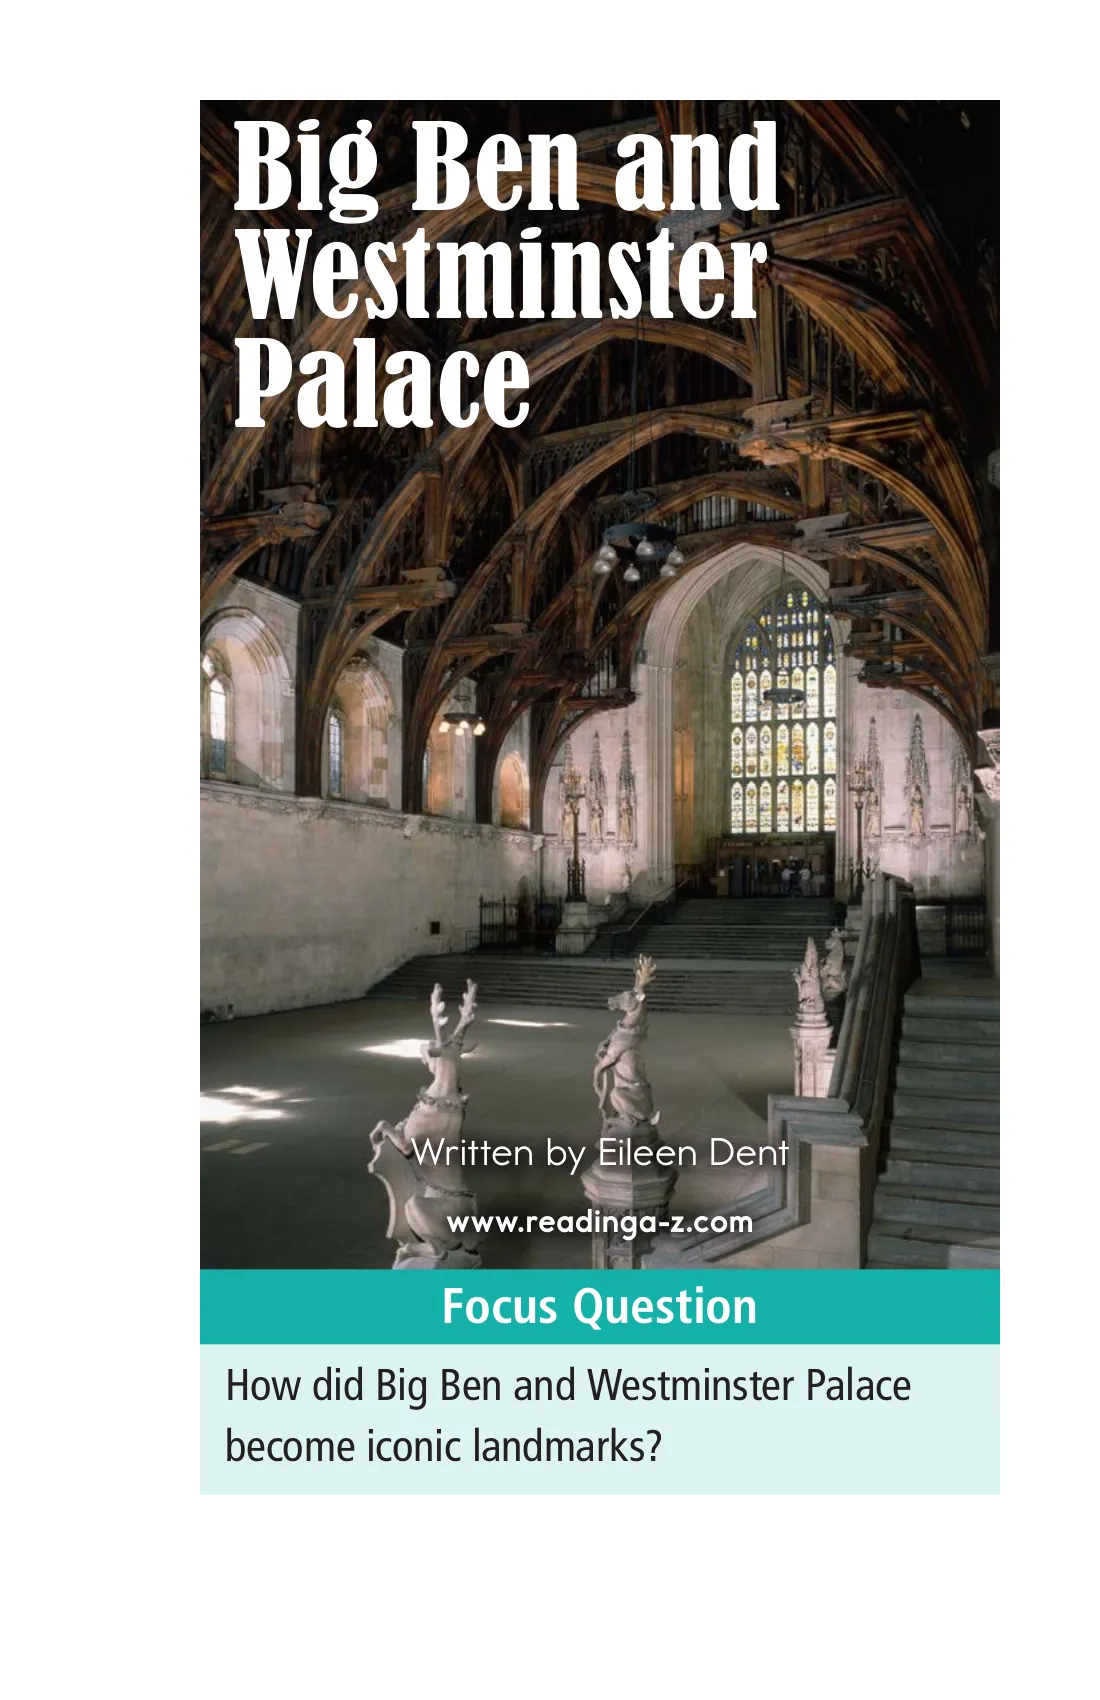 Big Ben and
Westminster
Palace
Written by Eileen Dent
www.readinga-z.com
Focus Question
How did Big Ben and Westminster Palace
become iconic landmarks?